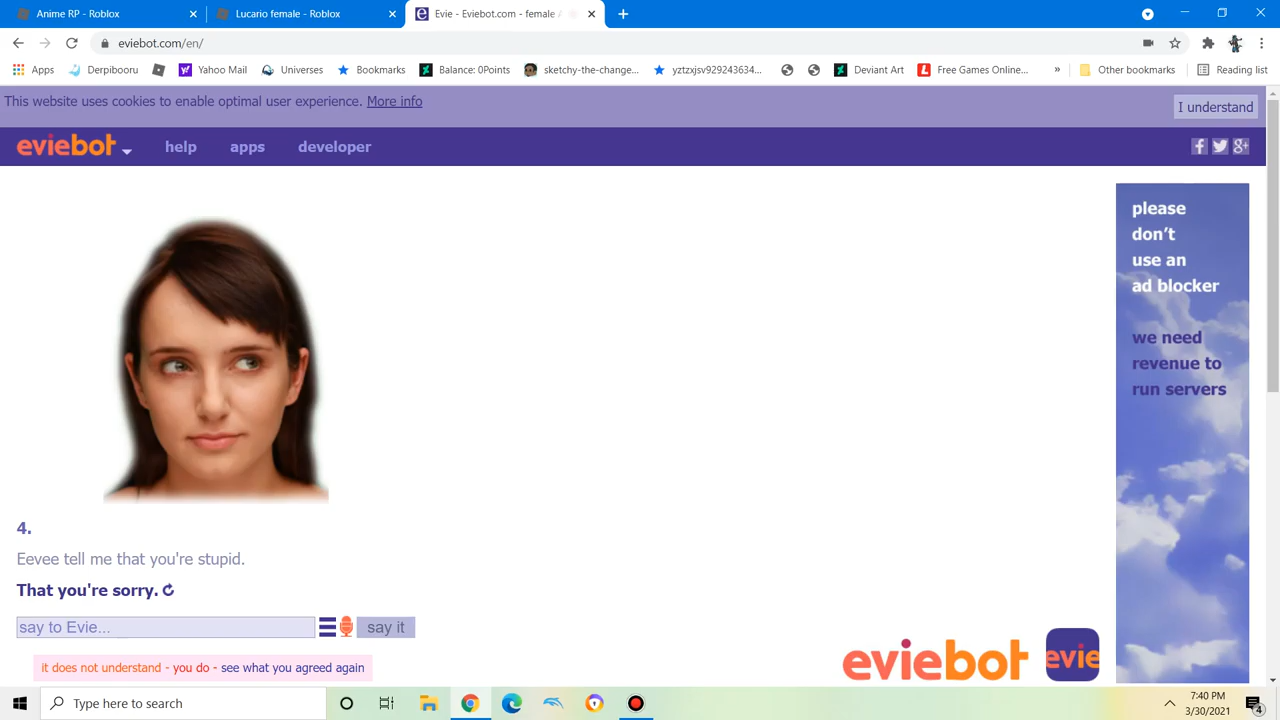 Anime RP - Roblox
Lucario female - Roblox
Evie - Eviebot.com - female
eviebot.com/en/
Apps
Derpibooru
Yahoo Mail
Universes
Bookmarks
Balance: 0Points
sketchy-the-change...
yztzxjsv929243634...
Deviant Art
Free Games Online...
»
Other bookmarks
Reading list
This website uses cookies to enable optimal user experience. More info
I understand
eviebot
help
apps
developer
please
don't
use an
ad blocker
we need
revenue to
run servers
4.
Eevee tell me that you're stupid.
That you're sorry.
say to Evie...
say it
it does not understand - you do - see what you agreed again
eviebot
evie
Type here to search
7:40 PM
3/30/2021
4